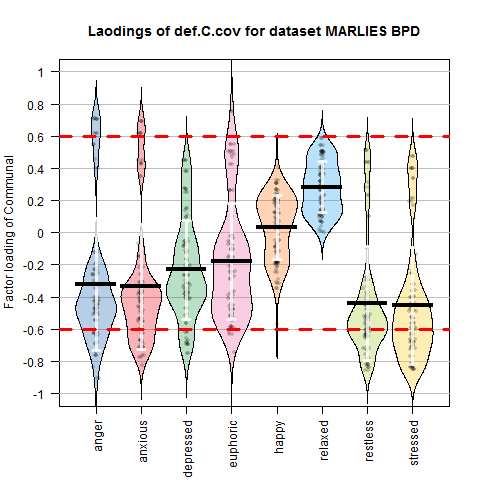 Laodings of def.C.cov for dataset MARLIES BPD
Factor loading of Communal
1
0.8
0.6
0.4
0.2
0
-0.2
-0.4
-0.6
-0.8
-1
anger
anxious
depressed
euphoric
happy
relaxed
restless
stressed